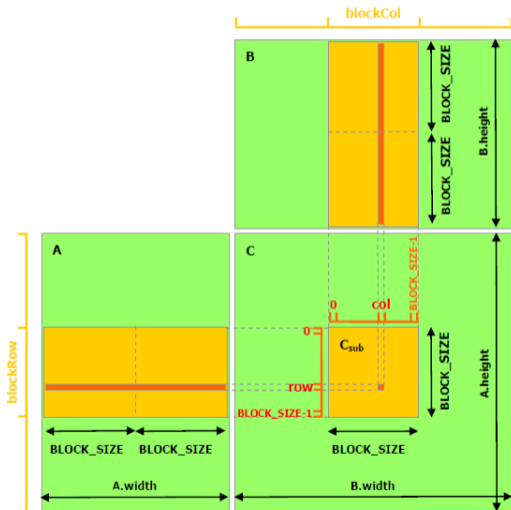 blockCol
B
BLOCK_SIZE
BLOCK_SIZE
B.height
A
C
BLOCK_SIZE-1
0
col
blockRow
0
C sub
row
BLOCK_SIZE-1
BLOCK_SIZE
A.height
BLOCK_SIZE
BLOCK_SIZE
BLOCK_SIZE
A.width
B.width